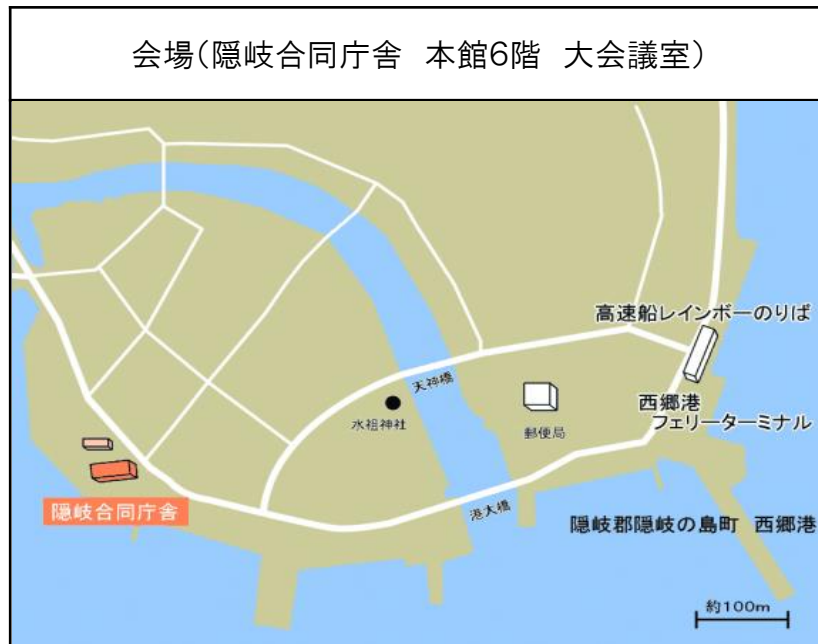 会場(隠岐合同庁舎　本館6階　大会議室)
高速船レインボーのりば
天神橋
西郷港
フェリーターミナル
水祖神社
郵便局
隠岐合同庁舎
港大橋
隠岐郡隠岐の島町　西郷港
約100m